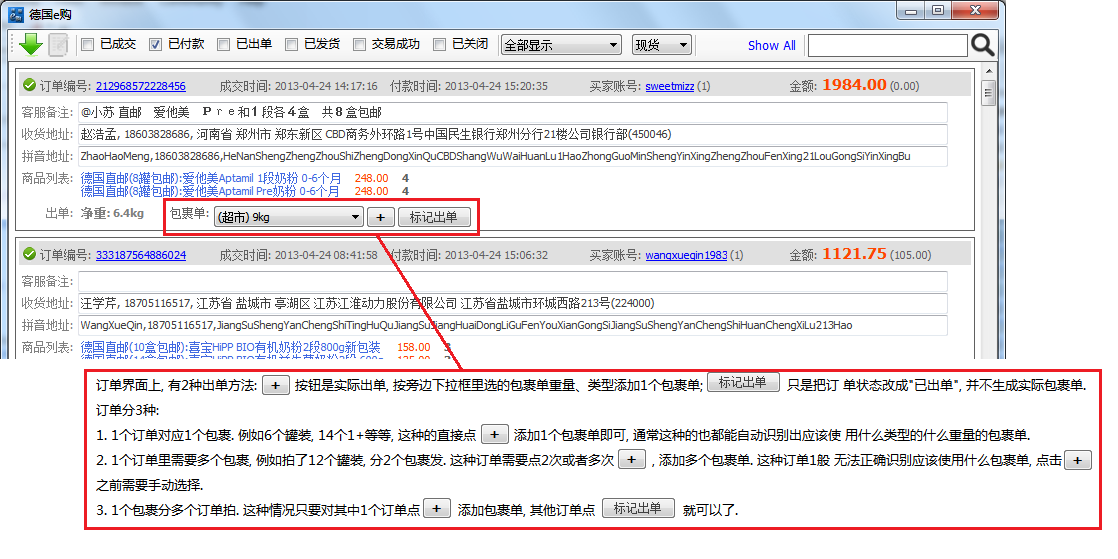 德国e购
已成交 已付款 已出单 已发货 交易成功 已关闭 全部显示 现货 Show All
订单编号: 212968572228456 成交时间: 2013-04-24 14:17:16 付款时间: 2013-04-24 15:20:35 买家账号: sweetmizz (1) 金额: 1984.00 (0.00)
客服备注: @小苏 直邮 爱他美 Ｐｒｅ和1 段各４盒 共８盒包邮
收货地址: 赵浩孟, 18603828686, 河南省 郑州市 郑东新区 CBD商务外环路1号中国民生银行郑州分行21楼公司银行部(450046)
拼音地址: ZhaoHaoMeng,18603828686,HeNanShengZhengZhouShiZhengDongXinQuCBDShangWuWaiHuanLu1HaoZhongGuoMinShengYinXingZhengZhouFenXing21LouGongSiYinXingBu
商品列表: 德国直邮(8罐包邮):爱他美Aptamil 1段奶粉 0-6个月 248.00 4
德国直邮(8罐包邮):爱他美Aptamil Pre奶粉 0-6个月 248.00 4
出单: 净重: 6.4kg 包裹单: (超市) 9kg + 标记出单
订单编号: 333187564886024 成交时间: 2013-04-24 08:41:58 付款时间: 2013-04-24 15:06:32 买家账号: wangxueqin1983 (1) 金额: 1121.75 (105.00)
客服备注:
收货地址: 汪学芹, 18705116517, 江苏省 盐城市 亭湖区 江苏江淮动力股份有限公司 江苏省盐城市环城西路213号(224000)
拼音地址: WangXueQin,18705116517,JiangSuShengYanChengShiTingHuQuJiangSuJiangHuaiDongLiGuFenYouXianGongSiJiangSuShengYanChengShiHuanChengXiLu213Hao
商品列表: 德国直邮(10盒包邮):喜宝HiPP BIO有机奶粉2段800g新包装 158.00
订单界面上, 有2种出单方法: + 按钮是实际出单, 按旁边下拉框里选的包裹单重量、类型添加1个包裹单; 标记出单 只是把订 单状态改成"已出单", 并不生成实际包裹单.
订单分3种:
1. 1个订单对应1个包裹. 例如6个罐装, 14个1+等等, 这种的直接点 + 添加1个包裹单即可, 通常这种的也都能自动识别出应该使 用什么类型的什么重量的包裹单.
2. 1个订单里需要多个包裹, 例如拍了12个罐装, 分2个包裹发. 这种订单需要点2次或者多次 + , 添加多个包裹单. 这种订单1般 无法正确识别应该使用什么包裹单, 点击 +
之前需要手动选择.
3. 1个包裹分多个订单拍. 这种情况只要对其中1个订单点 + 添加包裹单, 其他订单点 标记出单 就可以了.